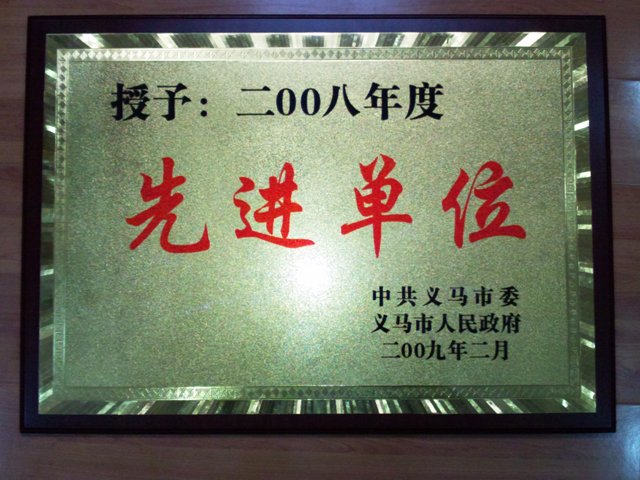 授予：二00八年度
先进单位
中共义马市委
义马市人民政府
二00九年二月